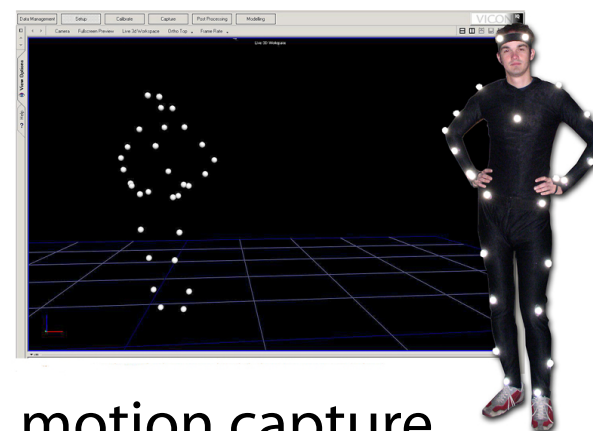 Data Management Setup Calibrate Capture Post Processing Modelling VICON
Camera Fullscreen Preview Live 3d Workspace Ortho Top Frame Rate
Live 3D Workspace
View Options
Help
motion capture